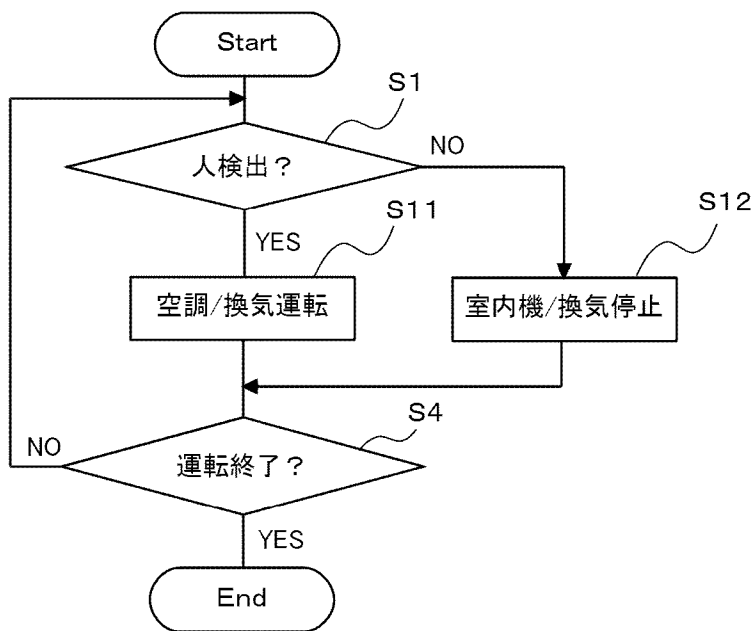 Start
S1
人検出？
NO
YES
S11
S12
空調/換気運転
室内機/換気停止
S4
NO
運転終了？
YES
End